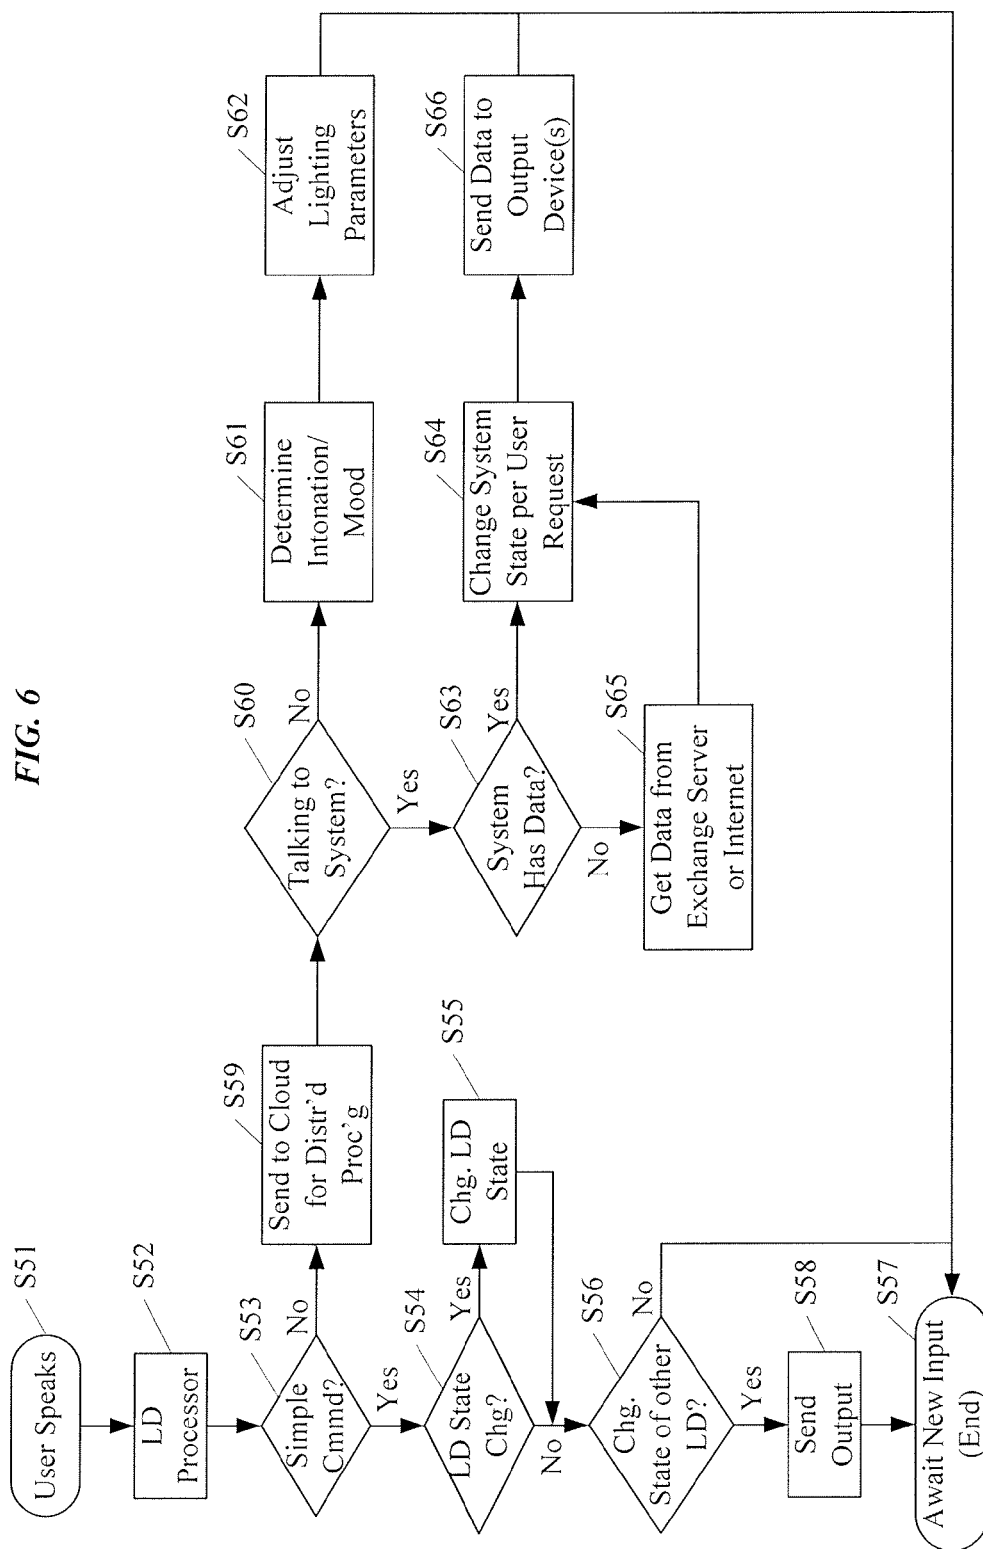 FIG. 6
User Speaks
S51
LD
Processor
S52
Simple
Cmmd?
S53
No
Yes
Send to Cloud
for Distr'd
Proc'g
S59
Talking to
System?
S60
No
Yes
Determine
Intonation/
Mood
S61
Adjust
Lighting
Parameters
S62
System
Has Data?
S63
Yes
No
Change System
State per User
Request
S64
Send Data to
Output
Device(s)
S66
Get Data from
Exchange Server
or Internet
S65
LD State
Chg?
S54
Yes
No
Chg. LD
State
S55
Chg.
State of other
LD?
S56
No
Yes
Send
Output
S58
Await New Input
(End)
S57